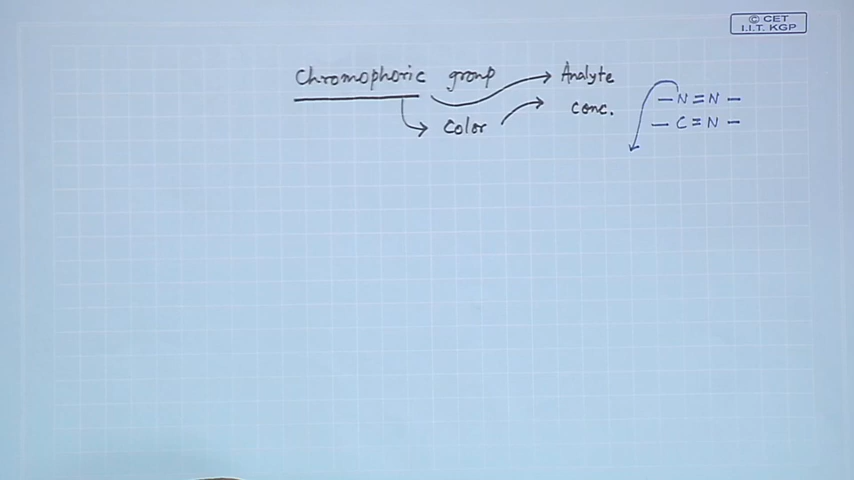 © CET
I.I.T. KGP
Chromophoric group
Analyte
conc.
Color
— N = N —
— C = N —